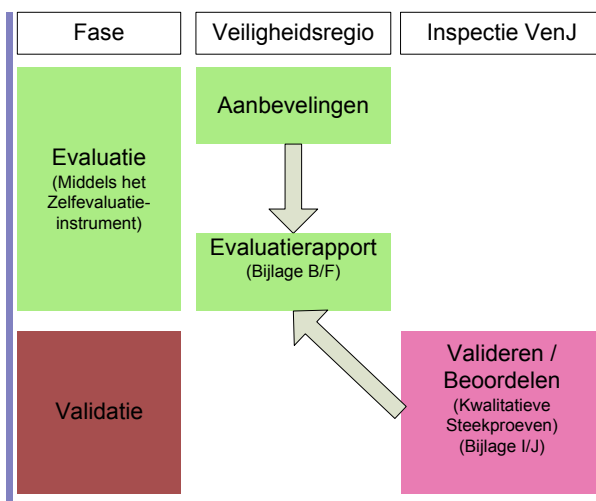 Fase
Veiligheidsregio
Inspectie VenJ
Aanbevelingen
Evaluatie
(Middels het
Zelfevaluatie-
instrument)
Evaluatierapport
(Bijlage B/F)
Validatie
Valideren /
Beoordelen
(Kwalitatieve
Steekproeven)
(Bijlage I/J)